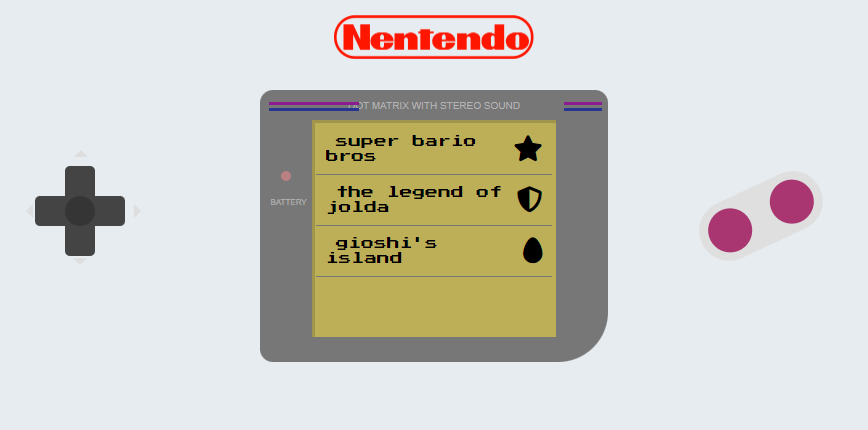 Nentendo
DOT MATRIX WITH STEREO SOUND
super bario
bros
the legend of
jolda
BATTERY
gioshi's
island